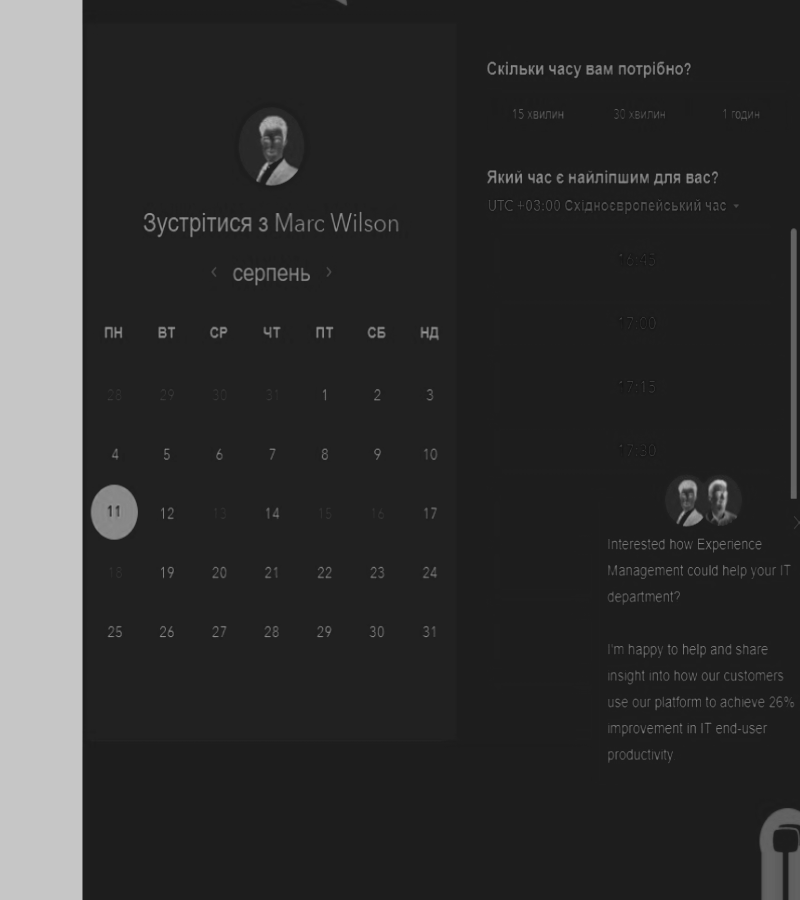 Зустрітися з Marc Wilson
‹ серпень ›
ПН ВТ СР ЧТ ПТ СБ НД
28 29 30 31 1 2 3
4 5 6 7 8 9 10
11 12 13 14 15 16 17
18 19 20 21 22 23 24
25 26 27 28 29 30 31
Скільки часу вам потрібно?
15 хвилин 30 хвилин 1 годин
Який час є найліпшим для вас?
UTC +03:00 Східноєвропейський час
16:45
17:00
17:15
17:30
Interested how Experience
Management could help your IT
department?
I'm happy to help and share
insight into how our customers
use our platform to achieve 26%
improvement in IT end-user
productivity